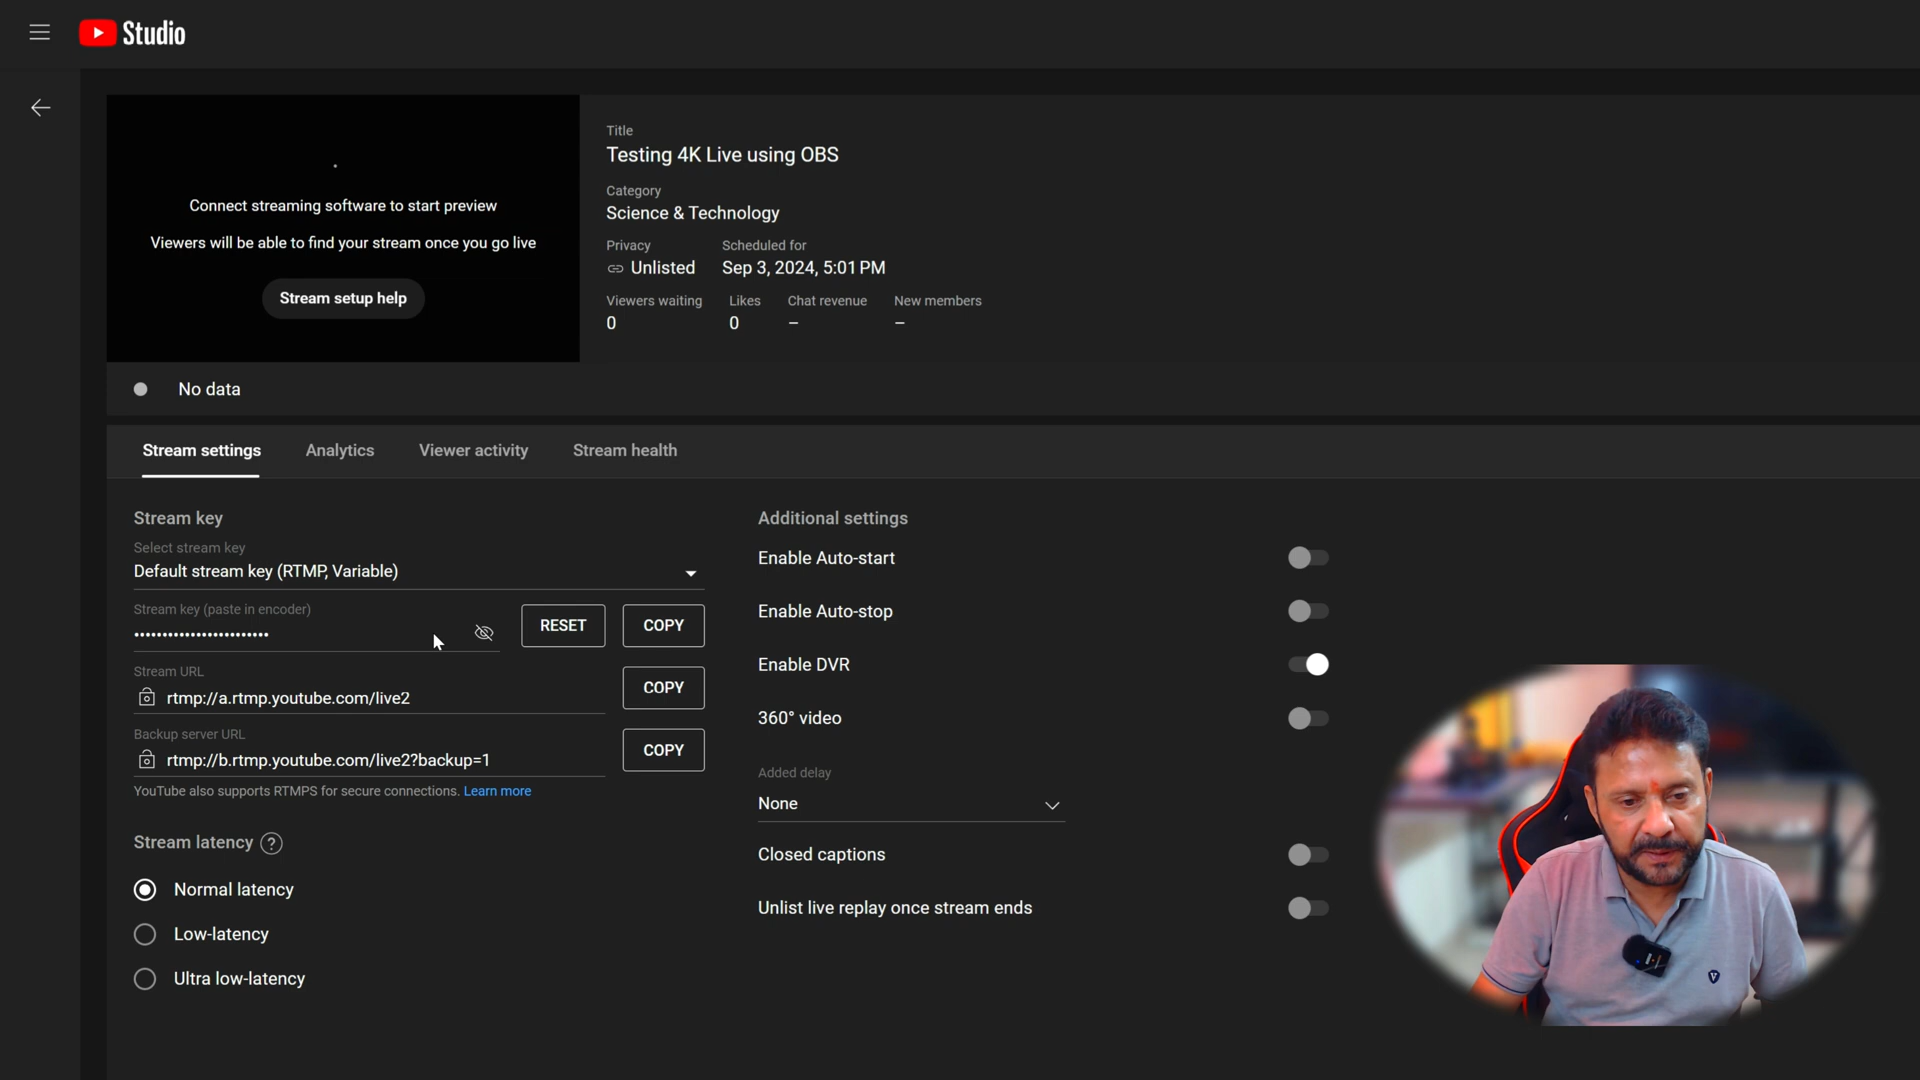 Studio
Connect streaming software to start preview
Viewers will be able to find your stream once you go live
Stream setup help
Title
Testing 4K Live using OBS
Category
Science & Technology
Privacy
Unlisted
Scheduled for
Sep 3, 2024, 5:01 PM
Viewers waiting
0
Likes
0
Chat revenue
–
New members
–
No data
Stream settings Analytics Viewer activity Stream health
Stream key
Select stream key
Default stream key (RTMP, Variable)
Stream key (paste in encoder)
••••••••••••••••••••••••
RESET COPY
Stream URL
rtmp://a.rtmp.youtube.com/live2
COPY
Backup server URL
rtmp://b.rtmp.youtube.com/live2?backup=1
COPY
YouTube also supports RTMPS for secure connections. Learn more
Stream latency ?
Normal latency
Low-latency
Ultra low-latency
Additional settings
Enable Auto-start
Enable Auto-stop
Enable DVR
360° video
Added delay
None
Closed captions
Unlist live replay once stream ends